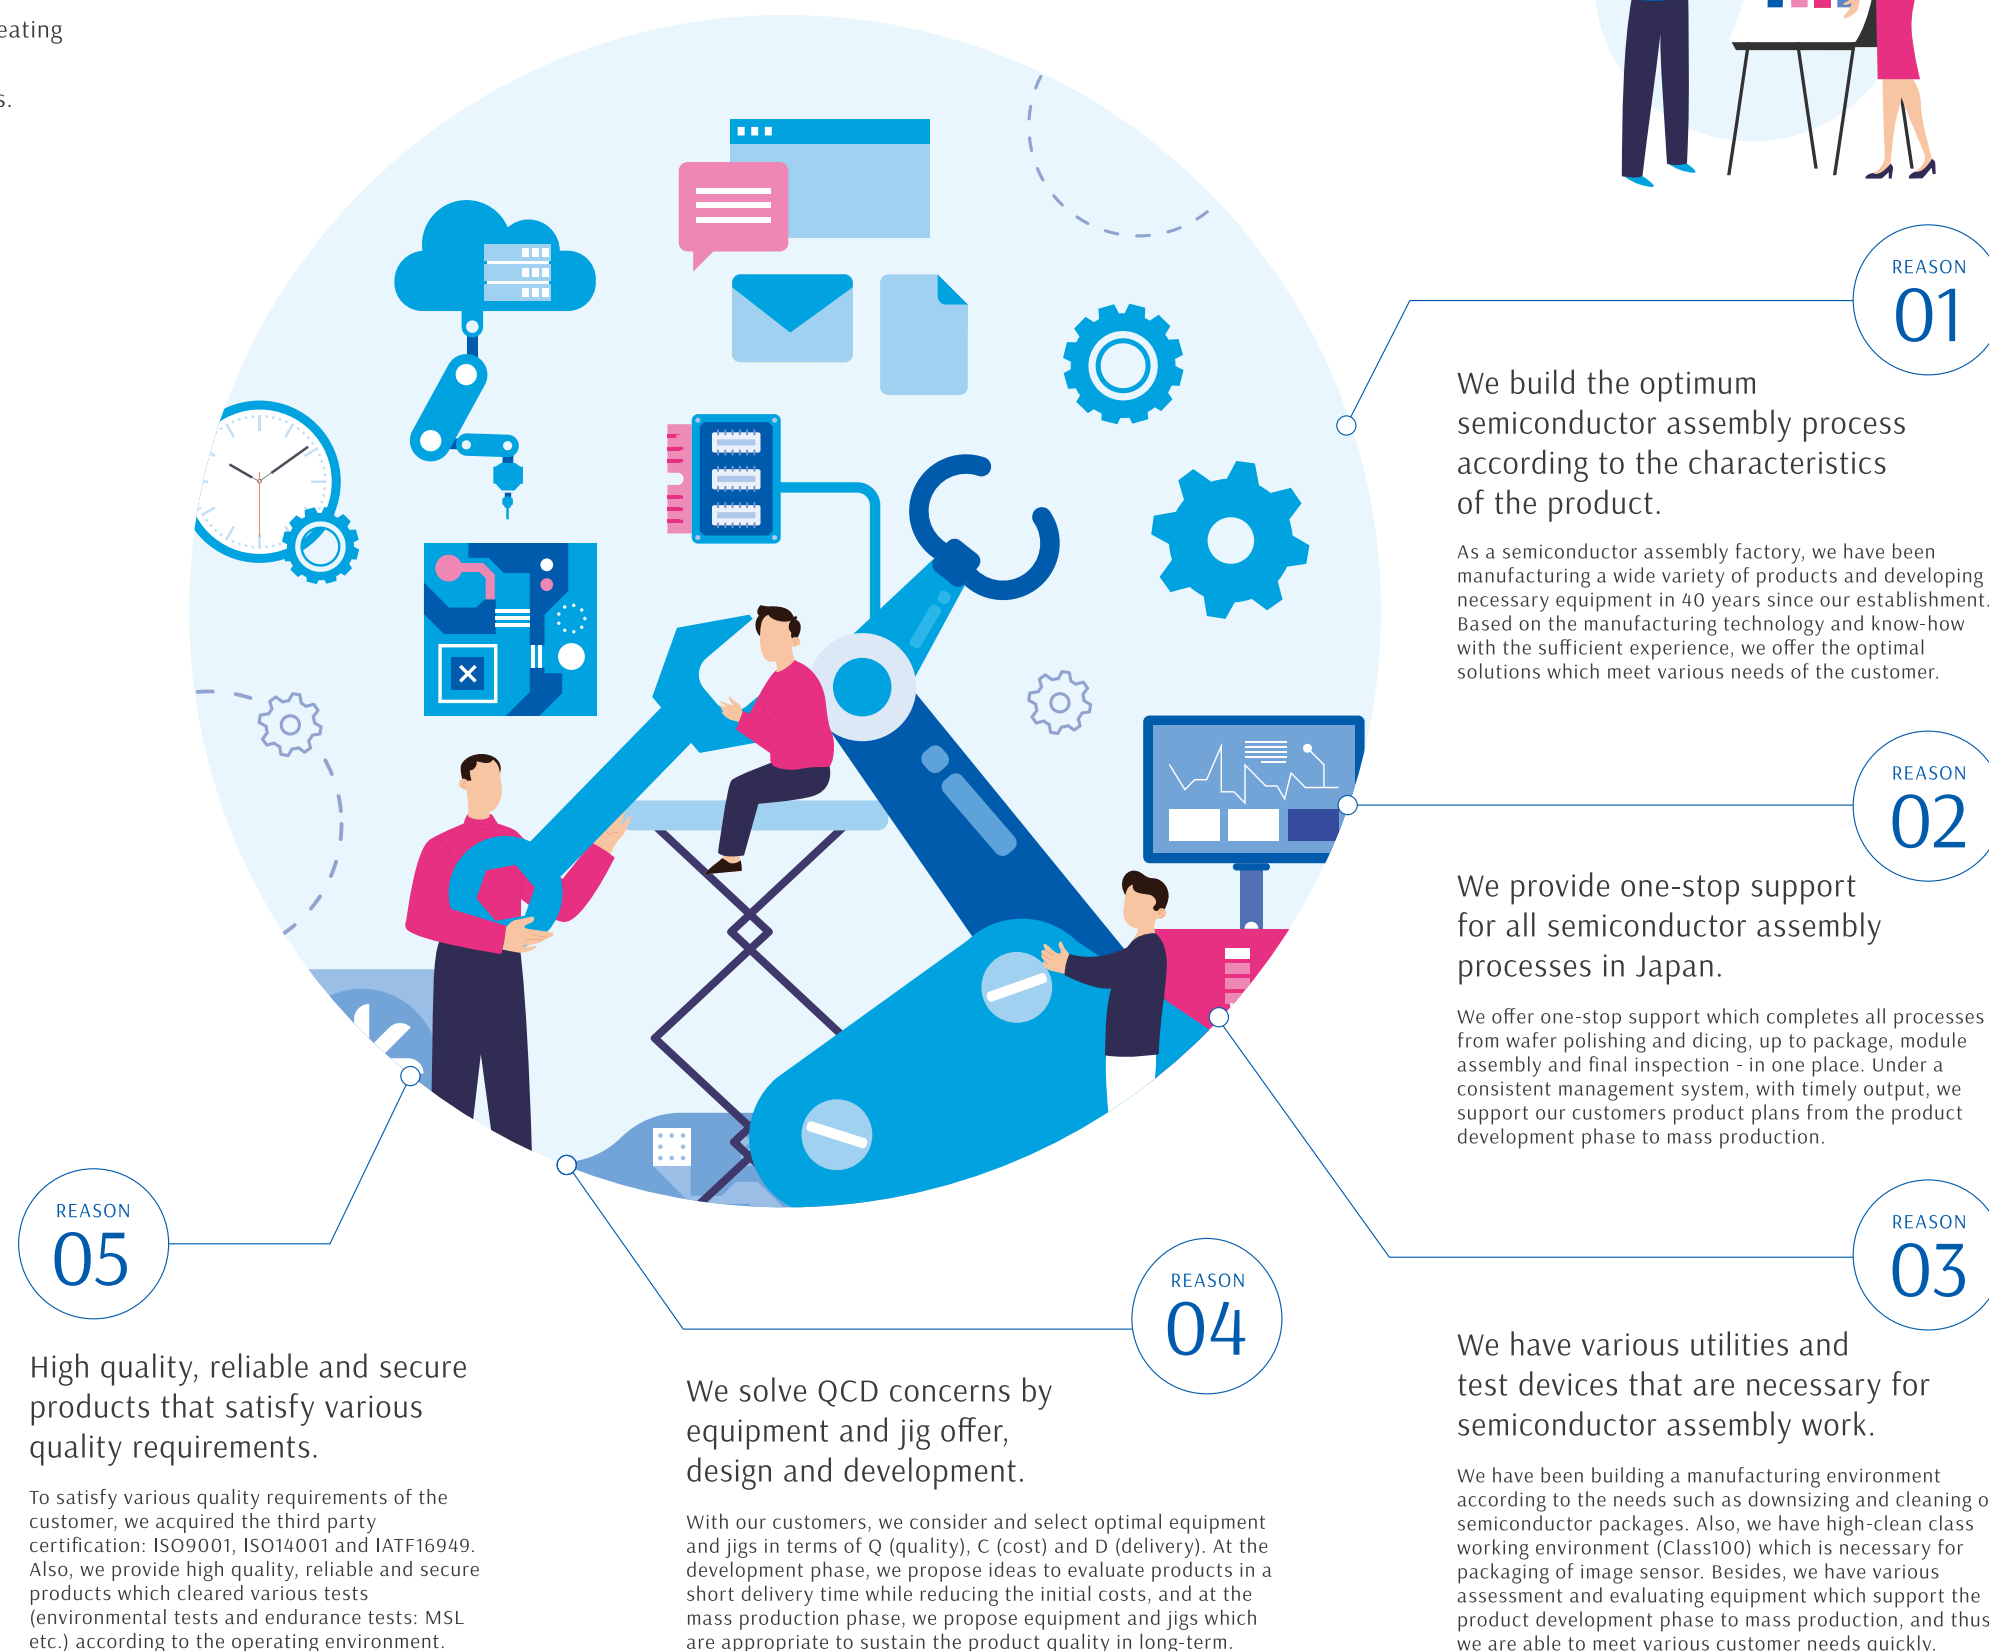 s.
REASON
01
We build the optimum
semiconductor assembly process
according to the characteristics
of the product.
As a semiconductor assembly factory, we have been
manufacturing a wide variety of products and developing
necessary equipment in 40 years since our establishment.
Based on the manufacturing technology and know-how
with the sufficient experience, we offer the optimal
solutions which meet various needs of the customer.
REASON
02
We provide one-stop support
for all semiconductor assembly
processes in Japan.
We offer one-stop support which completes all processes
from wafer polishing and dicing, up to package, module
assembly and final inspection - in one place. Under a
consistent management system, with timely output, we
support our customers product plans from the product
development phase to mass production.
REASON
03
We have various utilities and
test devices that are necessary for
semiconductor assembly work.
We have been building a manufacturing environment
according to the needs such as downsizing and cleaning o
semiconductor packages. Also, we have high-clean class
working environment (Class100) which is necessary for
packaging of image sensor. Besides, we have various
assessment and evaluating equipment which support the
product development phase to mass production, and thus
we are able to meet various customer needs quickly.
REASON
04
We solve QCD concerns by
equipment and jig offer,
design and development.
With our customers, we consider and select optimal equipment
and jigs in terms of Q (quality), C (cost) and D (delivery). At the
development phase, we propose ideas to evaluate products in a
short delivery time while reducing the initial costs, and at the
mass production phase, we propose equipment and jigs which
are appropriate to sustain the product quality in long-term.
REASON
05
High quality, reliable and secure
products that satisfy various
quality requirements.
To satisfy various quality requirements of the
customer, we acquired the third party
certification: ISO9001, ISO14001 and IATF16949.
Also, we provide high quality, reliable and secure
products which cleared various tests
(environmental tests and endurance tests: MSL
etc.) according to the operating environment.